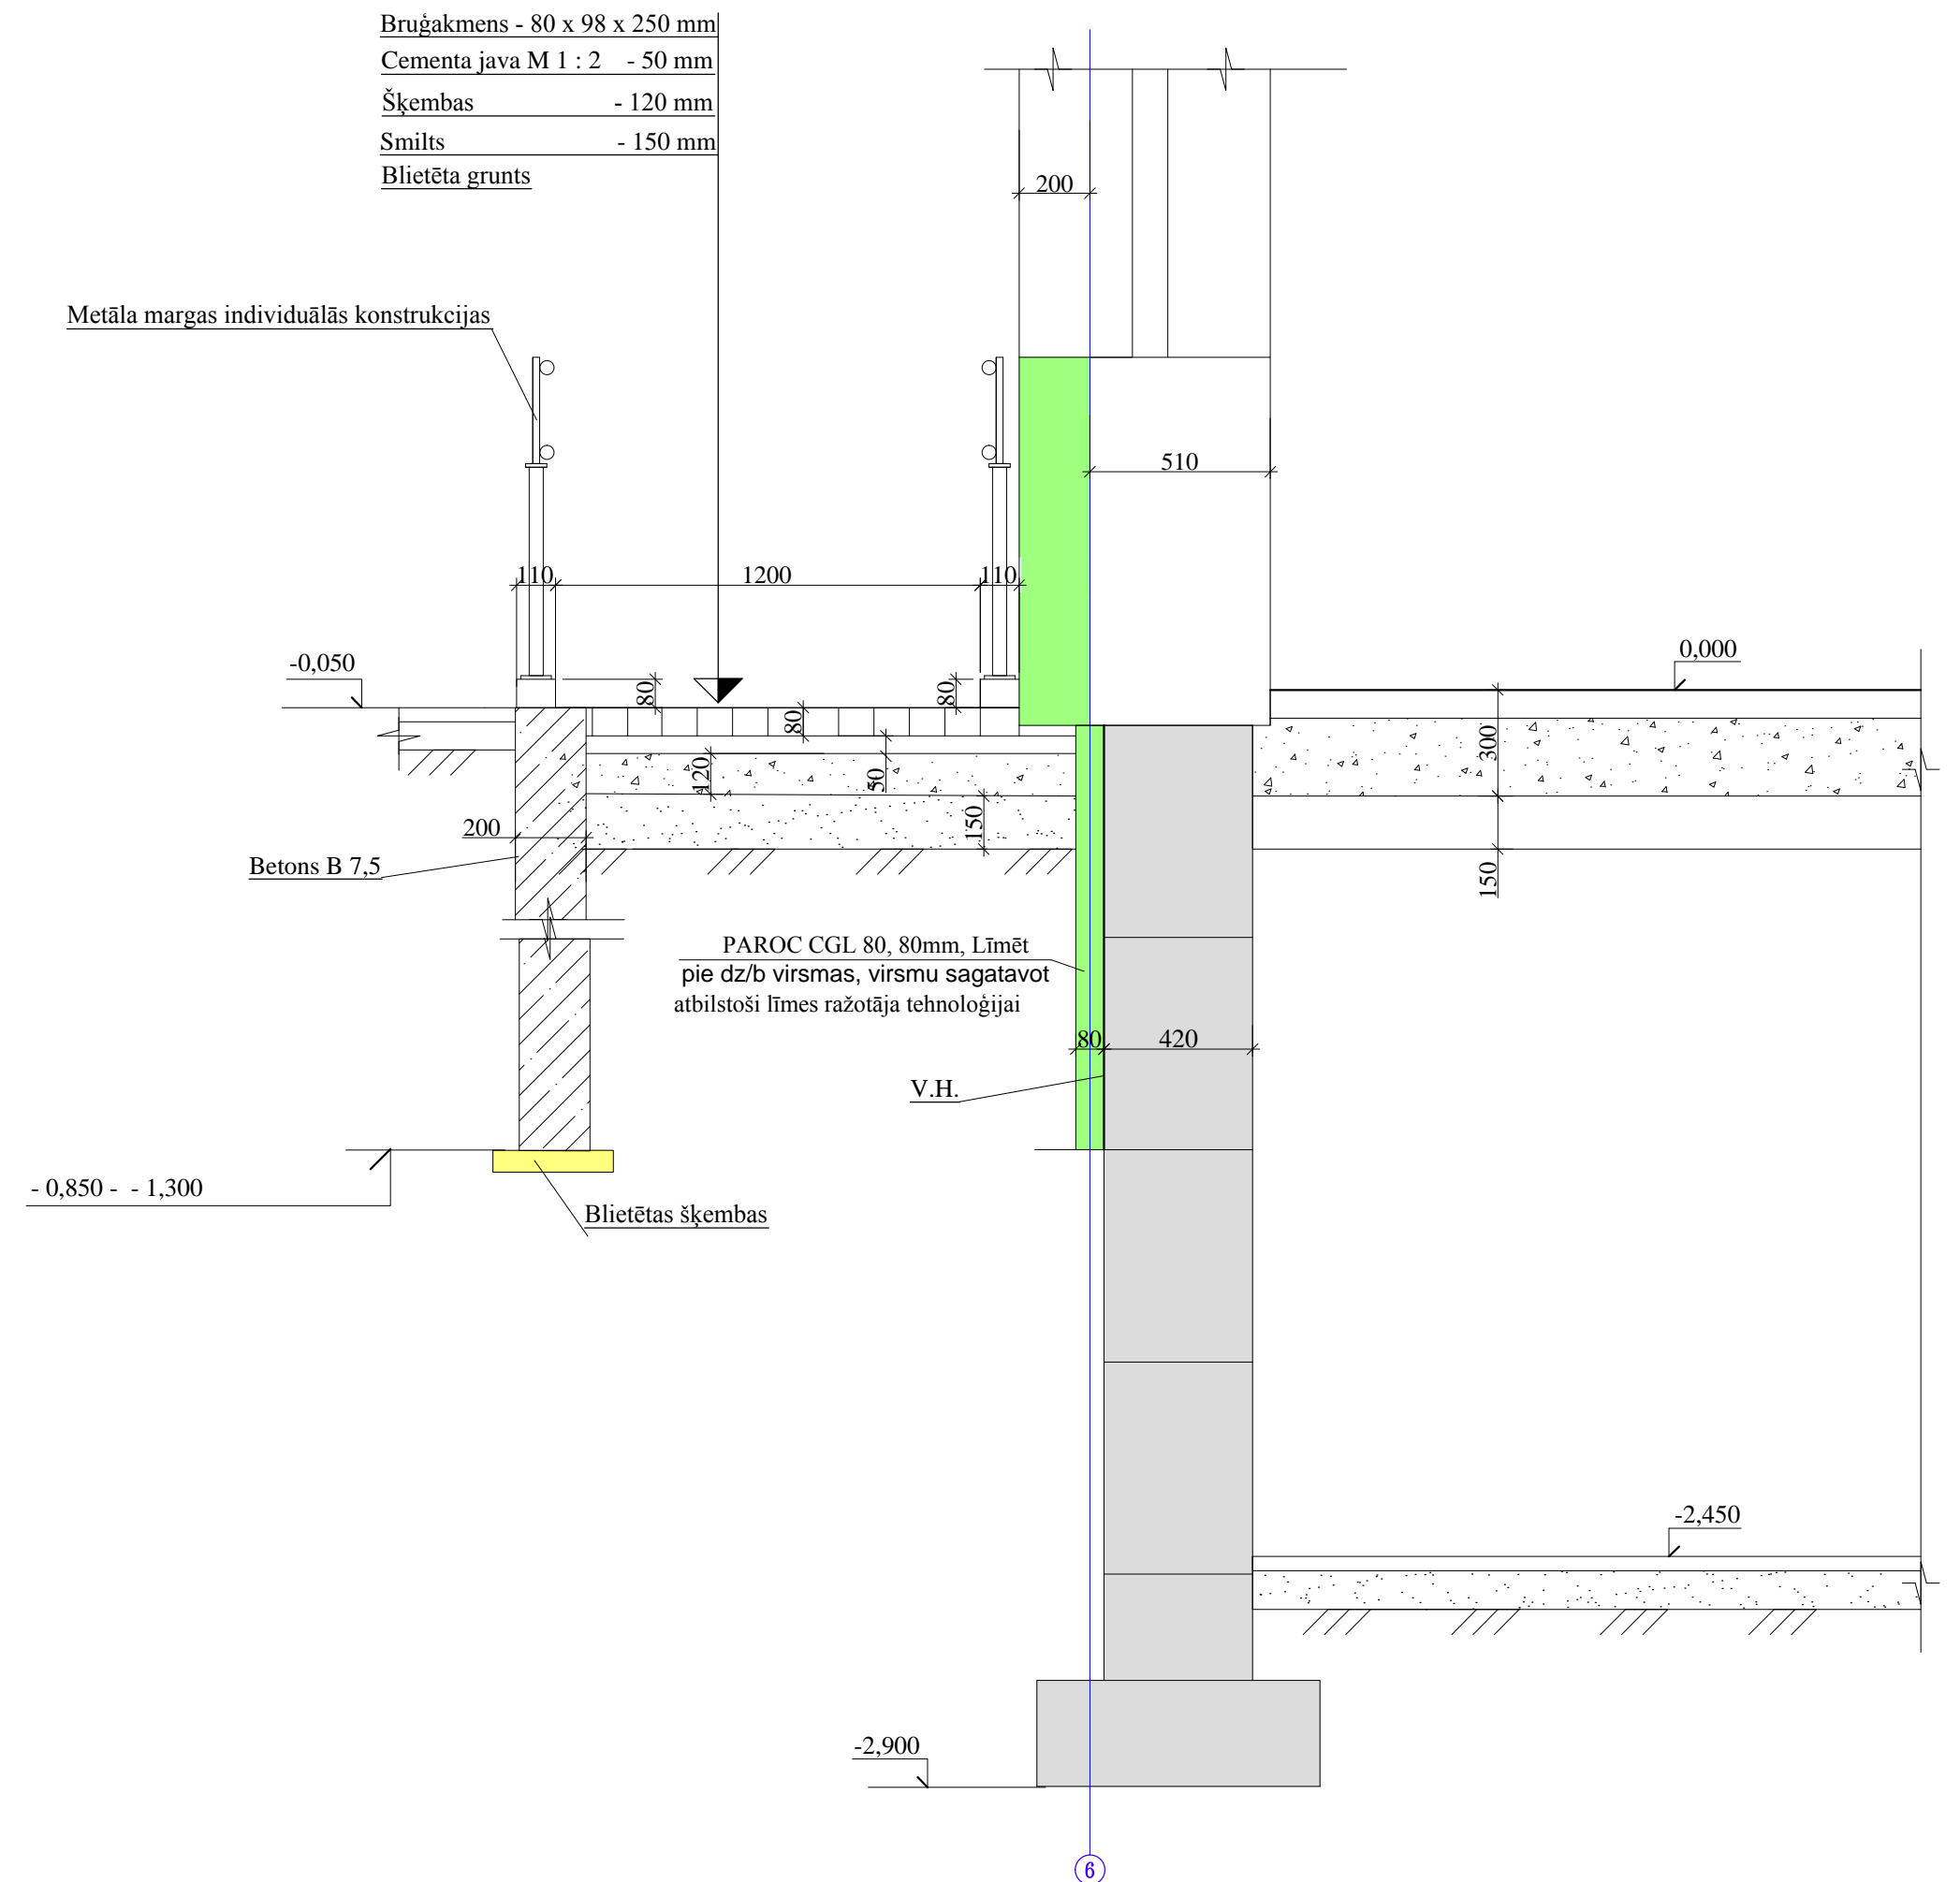 Bruģakmens - 80 x 98 x 250 mm
Cementa java M 1 : 2 - 50 mm
Šķembas - 120 mm
Smilts - 150 mm
Blietēta grunts
200
Metāla margas individuālās konstrukcijas
510
110
1200
110
-0,050
80
80
80
0,000
300
120
50
150
200
150
Betons B 7,5
PAROC CGL 80, 80mm, Līmēt
pie dz/b virsmas, virsmu sagatavot
atbilstoši līmes ražotāja tehnoloģijai
80
420
V.H.
- 0,850 - - 1,300
Blietētas šķembas
-2,450
-2,900
6